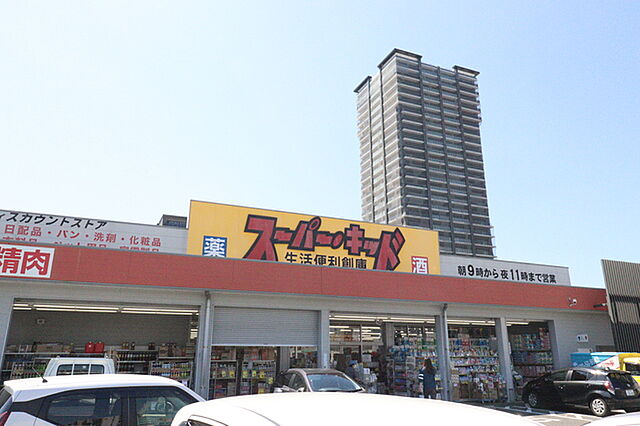 ィスカウントストア
日配品・パン・洗剤・化粧品
精肉
薬
スーパー・キッド
生活便利創庫
酒
朝9時から夜11時まで営業